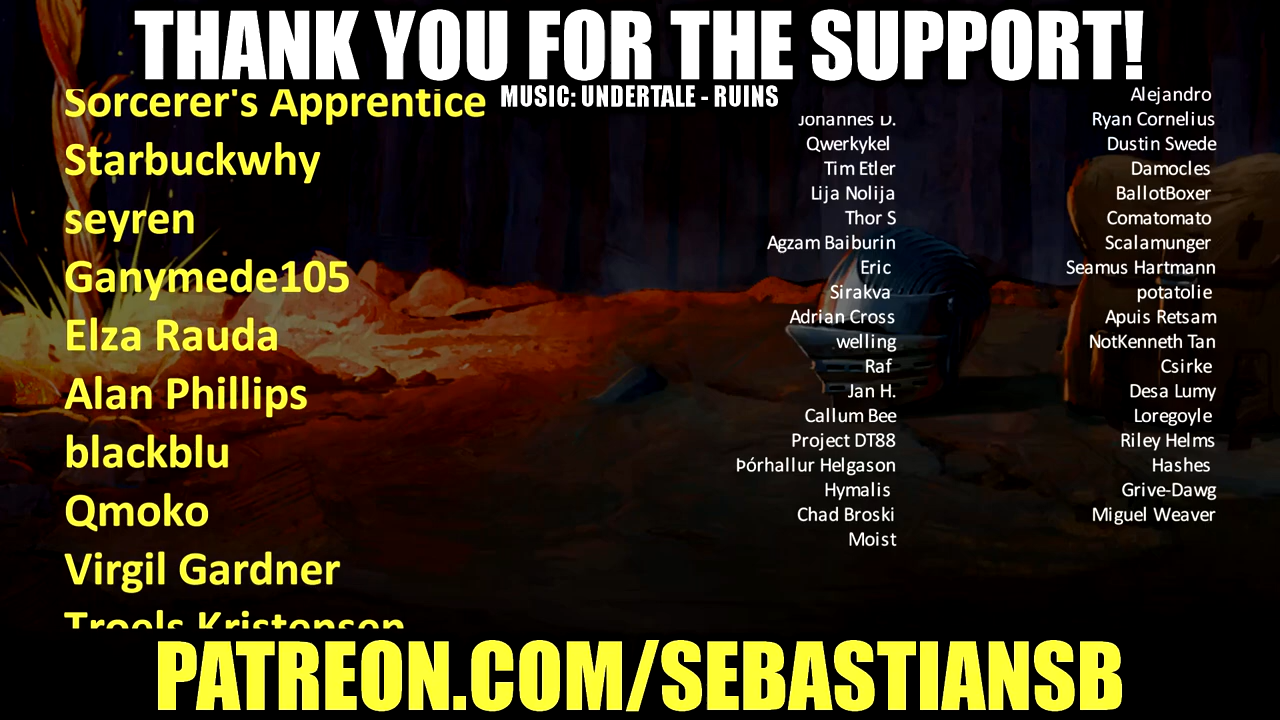 THANK YOU FOR THE SUPPORT!
MUSIC: UNDERTALE - RUINS
Sorcerer's Apprentice
Starbuckwhy
seyren
Ganymede105
Elza Rauda
Alan Phillips
blackblu
Qmoko
Virgil Gardner
Troels Kristensen
Johannes D.
Qwerkykel
Tim Etler
Lija Nolija
Thor S
Agzam Baiburin
Eric
Sirakva
Adrian Cross
welling
Raf
Jan H.
Callum Bee
Project DT88
Þórhallur Helgason
Hymalis
Chad Broski
Moist
Alejandro
Ryan Cornelius
Dustin Swede
Damocles
BallotBoxer
Comatomato
Scalamunger
Seamus Hartmann
potatolie
Apuis Retsam
NotKenneth Tan
Csirke
Desa Lumy
Loregoyle
Riley Helms
Hashes
Grive-Dawg
Miguel Weaver
PATREON.COM/SEBASTIANSB